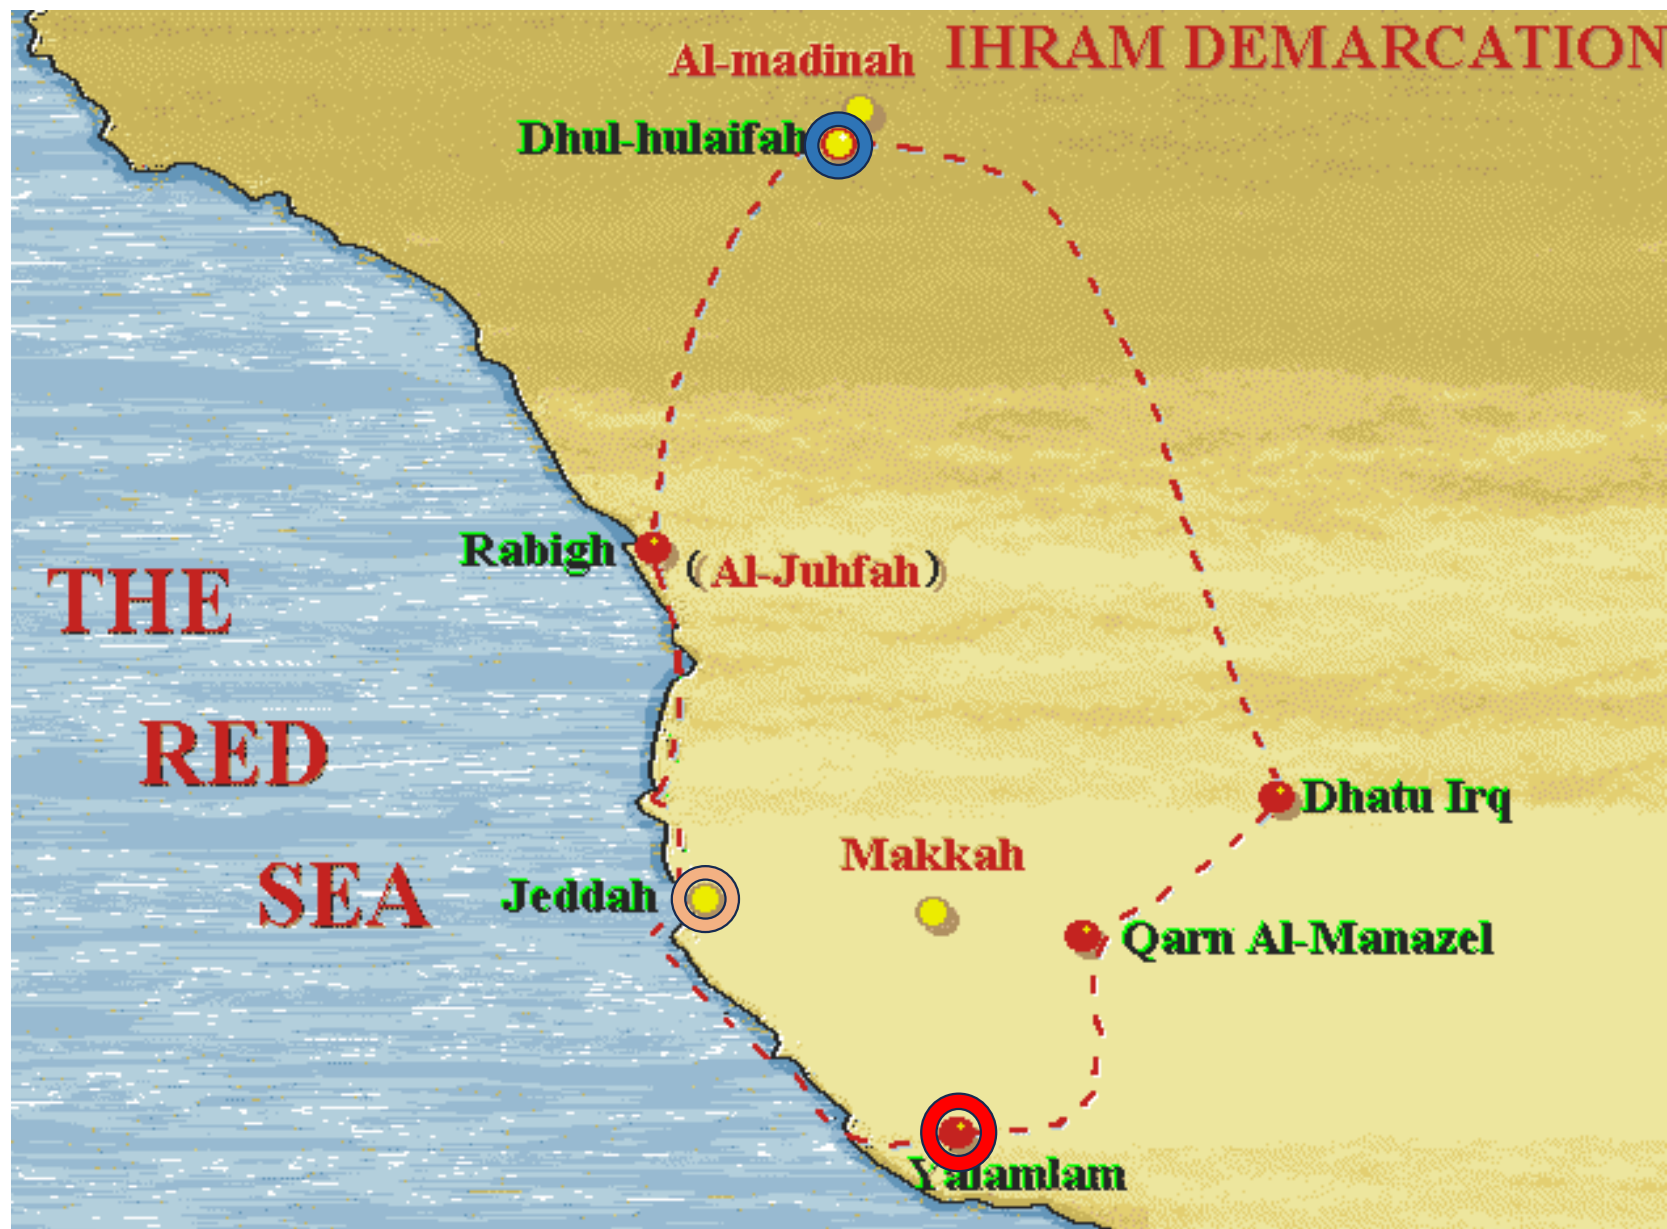 IHRAM DEMARCATION
Al-madinah
Dhul-hulaifah
Rabigh
(Al-Juhfah)
THE
RED
SEA
Dhatu Irq
Makkah
Jeddah
Qarn Al-Manazel
Yalamlam